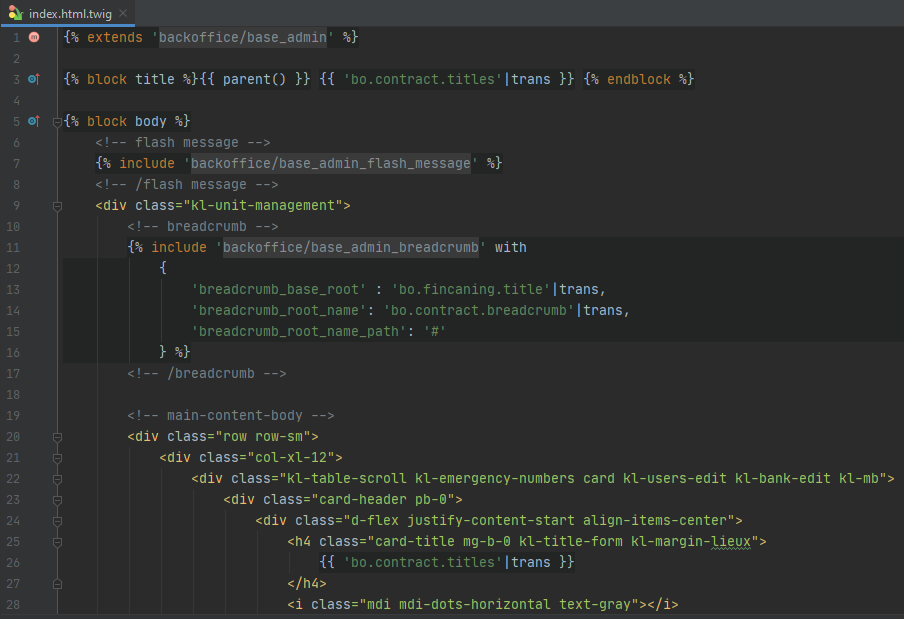 index.html.twig
1 {% extends 'backoffice/base_admin' %}
2
3 {% block title %}{{ parent() }} {{ 'bo.contract.titles'|trans }} {% endblock %}
4
5 {% block body %}
6 <!-- flash message -->
7 {% include 'backoffice/base_admin_flash_message' %}
8 <!-- /flash message -->
9 <div class="kl-unit-management">
10 <!-- breadcrumb -->
11 {% include 'backoffice/base_admin_breadcrumb' with
12 {
13 'breadcrumb_base_root' : 'bo.fincaning.title'|trans,
14 'breadcrumb_root_name': 'bo.contract.breadcrumb'|trans,
15 'breadcrumb_root_name_path': '#'
16 } %}
17 <!-- /breadcrumb -->
18
19 <!-- main-content-body -->
20 <div class="row row-sm">
21 <div class="col-xl-12">
22 <div class="kl-table-scroll kl-emergency-numbers card kl-users-edit kl-bank-edit kl-mb">
23 <div class="card-header pb-0">
24 <div class="d-flex justify-content-start align-items-center">
25 <h4 class="card-title mg-b-0 kl-title-form kl-margin-lieux">
26 {{ 'bo.contract.titles'|trans }}
27 </h4>
28 <i class="mdi mdi-dots-horizontal text-gray"></i>